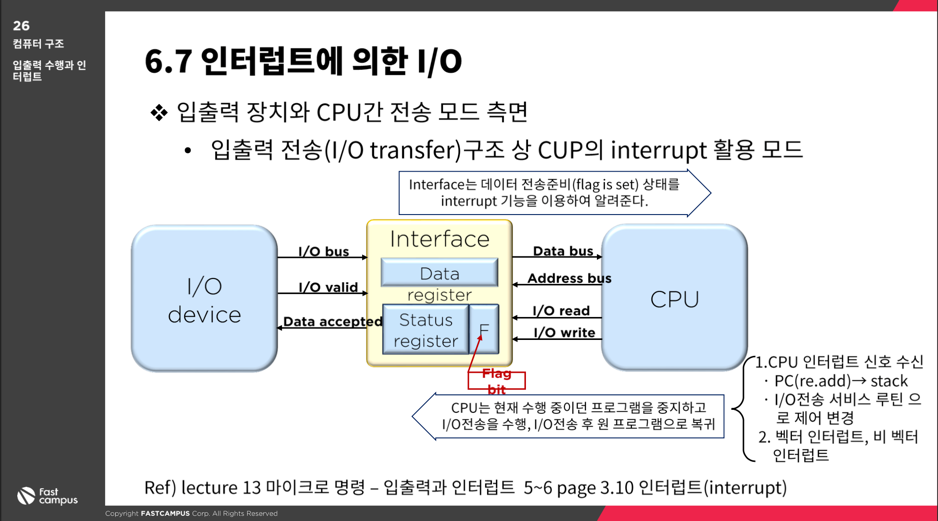 26
컴퓨터 구조
입출력 수행과 인
터럽트
6.7 인터럽트에 의한 I/O
❖ 입출력 장치와 CPU간 전송 모드 측면
• 입출력 전송(I/O transfer)구조 상 CUP의 interrupt 활용 모드
Interface는 데이터 전송준비(flag is set) 상태를
interrupt 기능을 이용하여 알려준다.
I/O
device
I/O bus
I/O valid
Data accepted
Interface
Data
register
Status
register
F
Flag
bit
Data bus
Address bus
I/O read
I/O write
CPU
CPU는 현재 수행 중이던 프로그램을 중지하고
I/O전송을 수행, I/O전송 후 원 프로그램으로 복귀
1.CPU 인터럽트 신호 수신
· PC(re.add)→ stack
· I/O전송 서비스 루틴 으
로 제어 변경
2. 벡터 인터럽트, 비 벡터
인터럽트
Ref) lecture 13 마이크로 명령 – 입출력과 인터럽트 5~6 page 3.10 인터럽트(interrupt)
Fast
campus
Copyright FASTCAMPUS Corp. All Rights Reserved